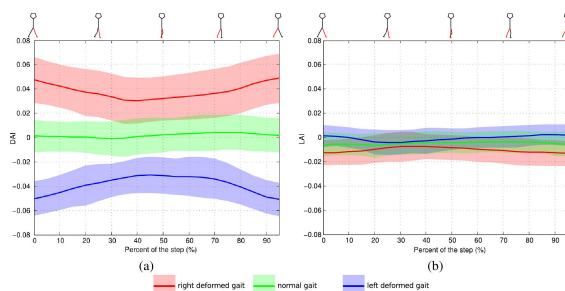 0.08 0.08
0.06 0.06
0.04 0.04
0.02 0.02
DAI 0 LAI 0
−0.02 −0.02
−0.04 −0.04
−0.06 −0.06
−0.08 −0.08
0 10 20 30 40 50 60 70 80 90 0 10 20 30 40 50 60 70 80 90
Percent of the step (%) Percent of the step (%)
(a) (b)
right deformed gait normal gait left deformed gait